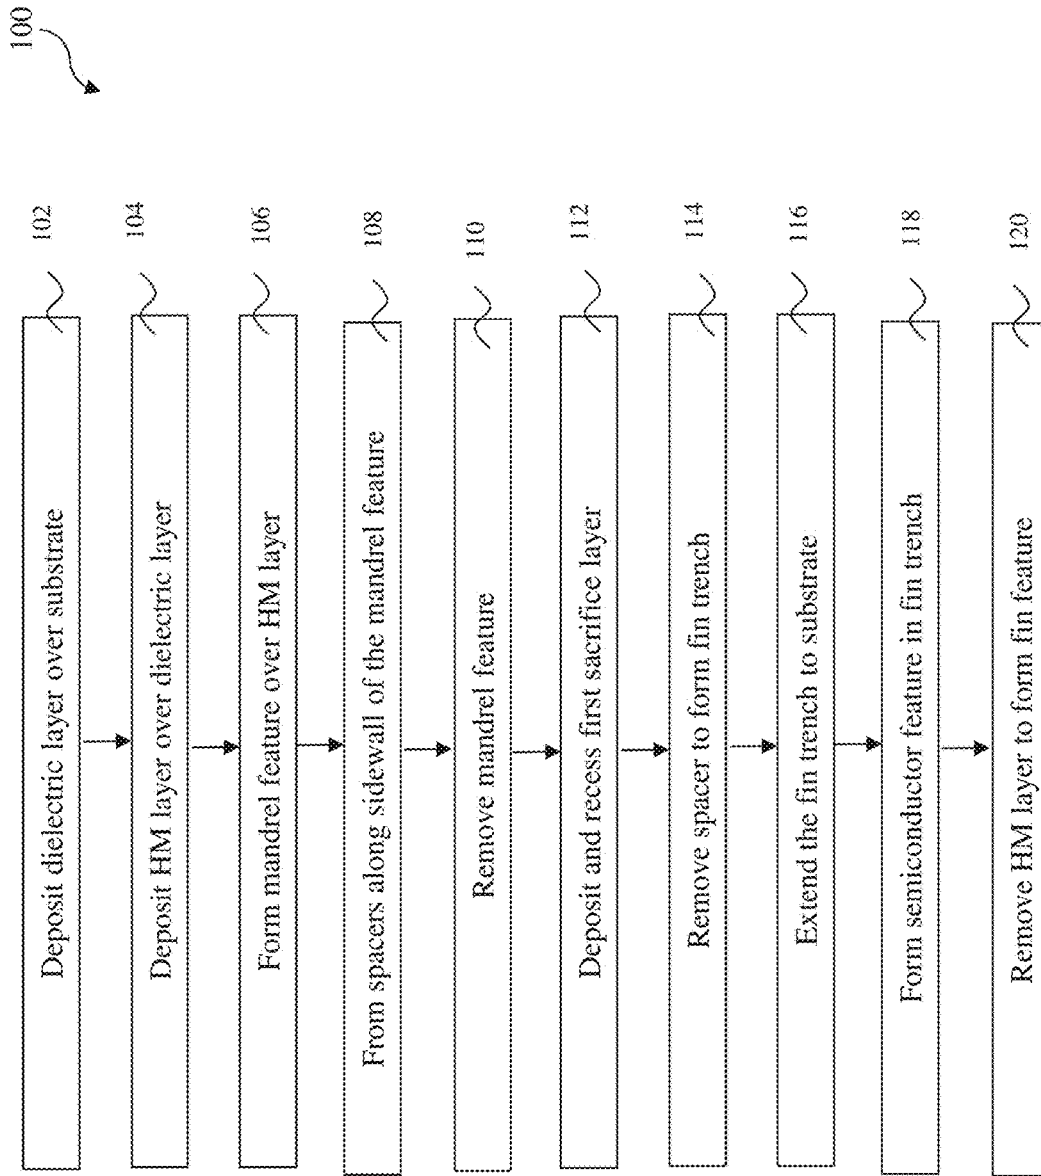 100
Deposit dielectric layer over substrate 102
Deposit HM layer over dielectric layer 104
Form mandrel feature over HM layer 106
From spacers along sidewall of the mandrel feature 108
Remove mandrel feature 110
Deposit and recess first sacrifice layer 112
Remove spacer to form fin trench 114
Extend the fin trench to substrate 116
Form semiconductor feature in fin trench 118
Remove HM layer to form fin feature 120